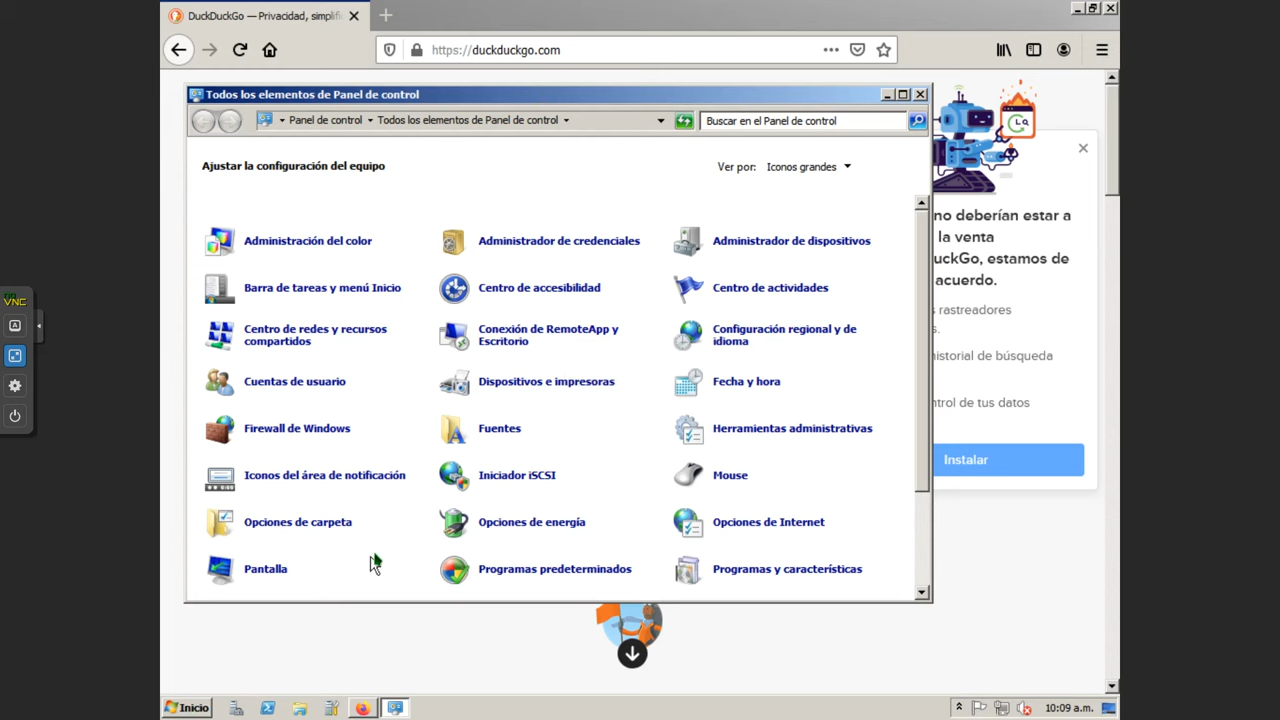 DuckDuckGo — Privacidad, simplifi
https://duckduckgo.com
Todos los elementos de Panel de control
Panel de control
Todos los elementos de Panel de control
Buscar en el Panel de control
Ajustar la configuración del equipo
Ver por: Iconos grandes
Administración del color
Administrador de credenciales
Administrador de dispositivos
Barra de tareas y menú Inicio
Centro de accesibilidad
Centro de actividades
Centro de redes y recursos
compartidos
Conexión de RemoteApp y
Escritorio
Configuración regional y de
idioma
Cuentas de usuario
Dispositivos e impresoras
Fecha y hora
Firewall de Windows
Fuentes
Herramientas administrativas
Iconos del área de notificación
Iniciador iSCSI
Mouse
Opciones de carpeta
Opciones de energía
Opciones de Internet
Pantalla
Programas predeterminados
Programas y características
no deberían estar a
la venta
uckGo, estamos de
acuerdo.
s rastreadores
s.
historial de búsqueda
ntrol de tus datos
Instalar
VNC
A
Inicio
10:09 a.m.